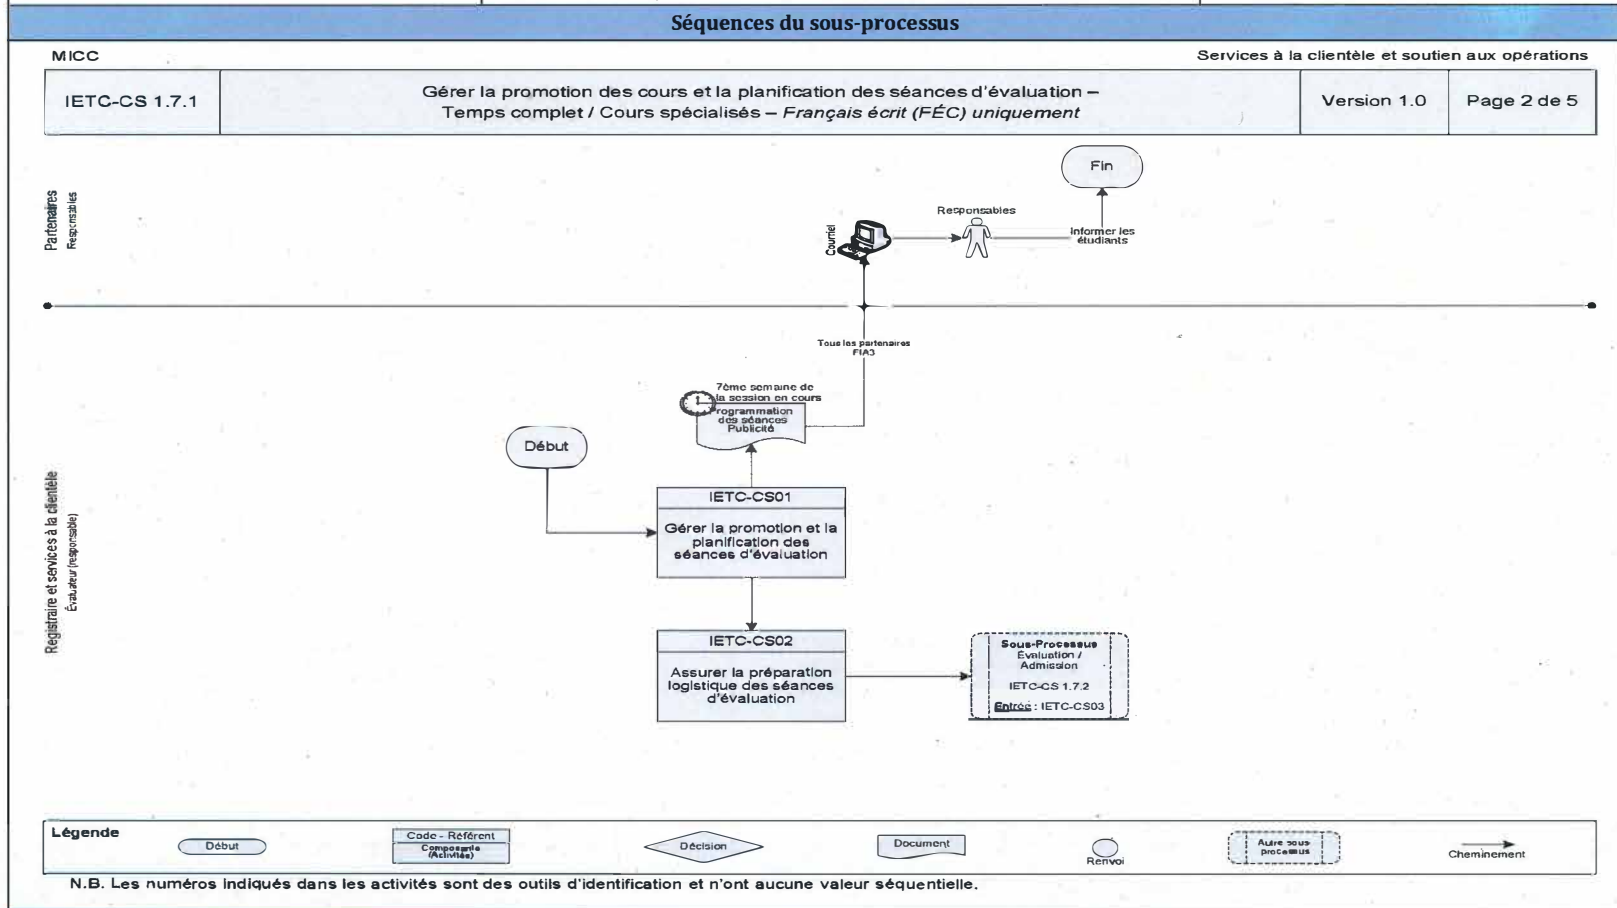 Séquences du sous-processus
MICC
Services à la clientèle et soutien aux opérations
IETC-CS 1.7.1
Gérer la promotion des cours et la planification des séances d'évaluation –
Temps complet / Cours spécialisés – Français écrit (FÉC) uniquement
Version 1.0
Page 2 de 5
Partenaires
Responsables
Fin
Responsables
Courriel
Informer les
étudiants
Tous les partenaires
FIA3
7ème semaine de
la session en cours
Programmation
des séances
Publicité
Début
Registraire et services à la clientèle
Évaluateur (responsable)
IETC-CS01
Gérer la promotion et la
planification des
séances d'évaluation
IETC-CS02
Assurer la préparation
logistique des séances
d'évaluation
Sous-Processus
Évaluation /
Admission
IETC-CS 1.7.2
Entrée : IETC-CS03
Légende
Début
Code - Référent
Composante
(Activités)
Décision
Document
Renvoi
Autre sous-
processus
Cheminement
N.B. Les numéros indiqués dans les activités sont des outils d'identification et n'ont aucune valeur séquentielle.